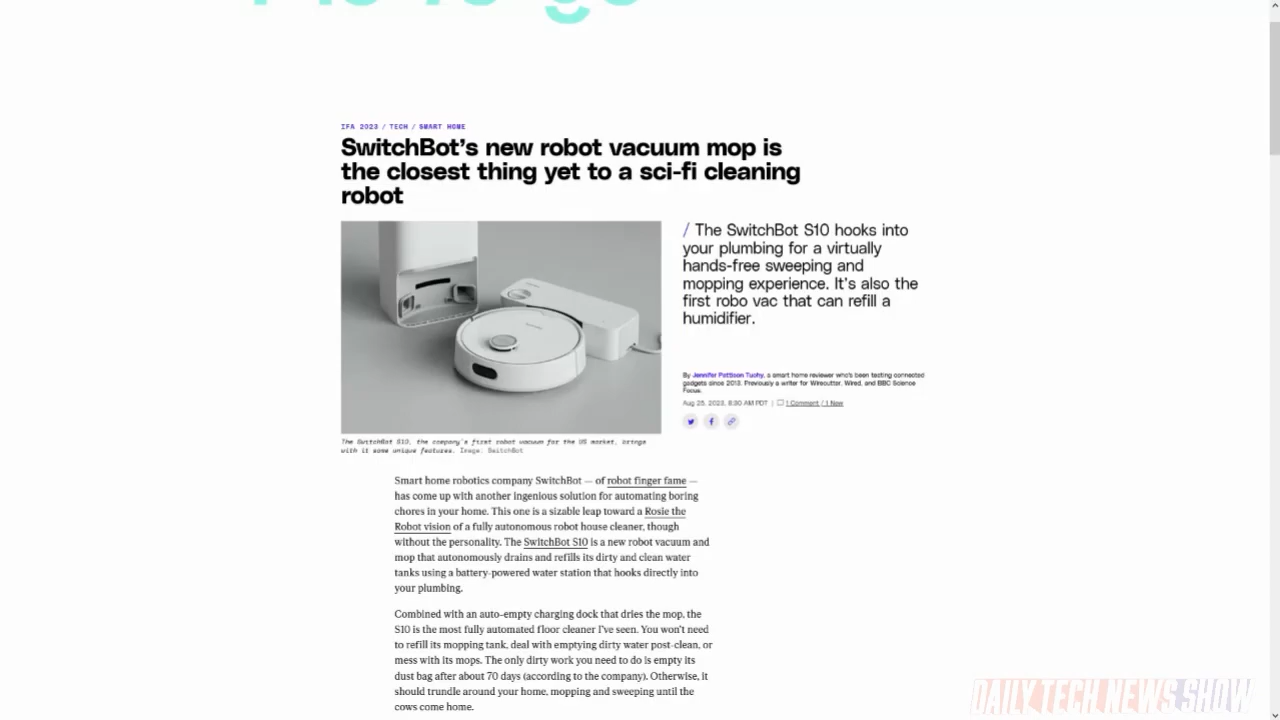 IFA 2023 / TECH / SMART HOME
SwitchBot's new robot vacuum mop is
the closest thing yet to a sci-fi cleaning
robot
/ The SwitchBot S10 hooks into
your plumbing for a virtually
hands-free sweeping and
mopping experience. It's also the
first robo vac that can refill a
humidifier.
By Jennifer Pattison Tuohy, a smart home reviewer who's been testing connected
gadgets since 2013. Previously a writer for Wirecutter, Wired, and BBC Science
Focus.
Aug 25, 2023, 6:30 AM PDT | 1 Comment / 1 New
The SwitchBot S10, the company's first robot vacuum for the US market, brings
with it some unique features. Image: SwitchBot
Smart home robotics company SwitchBot — of robot finger fame —
has come up with another ingenious solution for automating boring
chores in your home. This one is a sizable leap toward a Rosie the
Robot vision of a fully autonomous robot house cleaner, though
without the personality. The SwitchBot S10 is a new robot vacuum and
mop that autonomously drains and refills its dirty and clean water
tanks using a battery-powered water station that hooks directly into
your plumbing.
Combined with an auto-empty charging dock that dries the mop, the
S10 is the most fully automated floor cleaner I've seen. You won't need
to refill its mopping tank, deal with emptying dirty water post-clean, or
mess with its mops. The only dirty work you need to do is empty its
dust bag after about 70 days (according to the company). Otherwise, it
should trundle around your home, mopping and sweeping until the
cows come home.
DAILY TECH NEWS SHOW